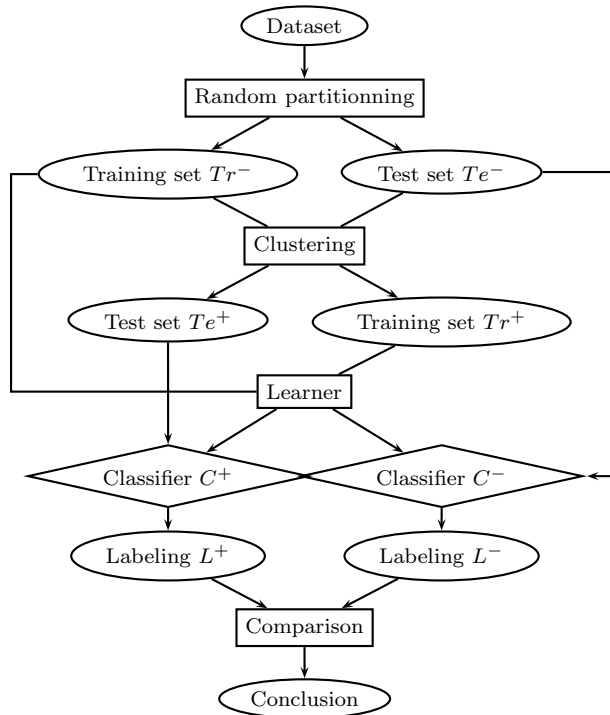 Dataset
Random partitionning
Training set Tr⁻
Test set Te⁻
Clustering
Test set Te⁺
Training set Tr⁺
Learner
Classifier C⁺
Classifier C⁻
Labeling L⁺
Labeling L⁻
Comparison
Conclusion